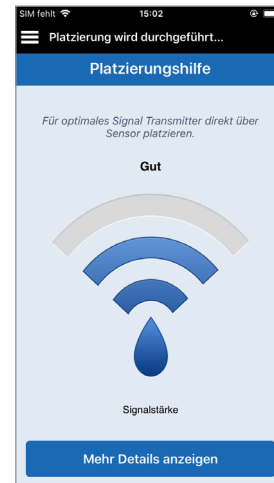 SIM fehlt 15:02
Platzierung wird durchgeführt...
Platzierungshilfe
Für optimales Signal Transmitter direkt über
Sensor platzieren.
Gut
Signalstärke
Mehr Details anzeigen